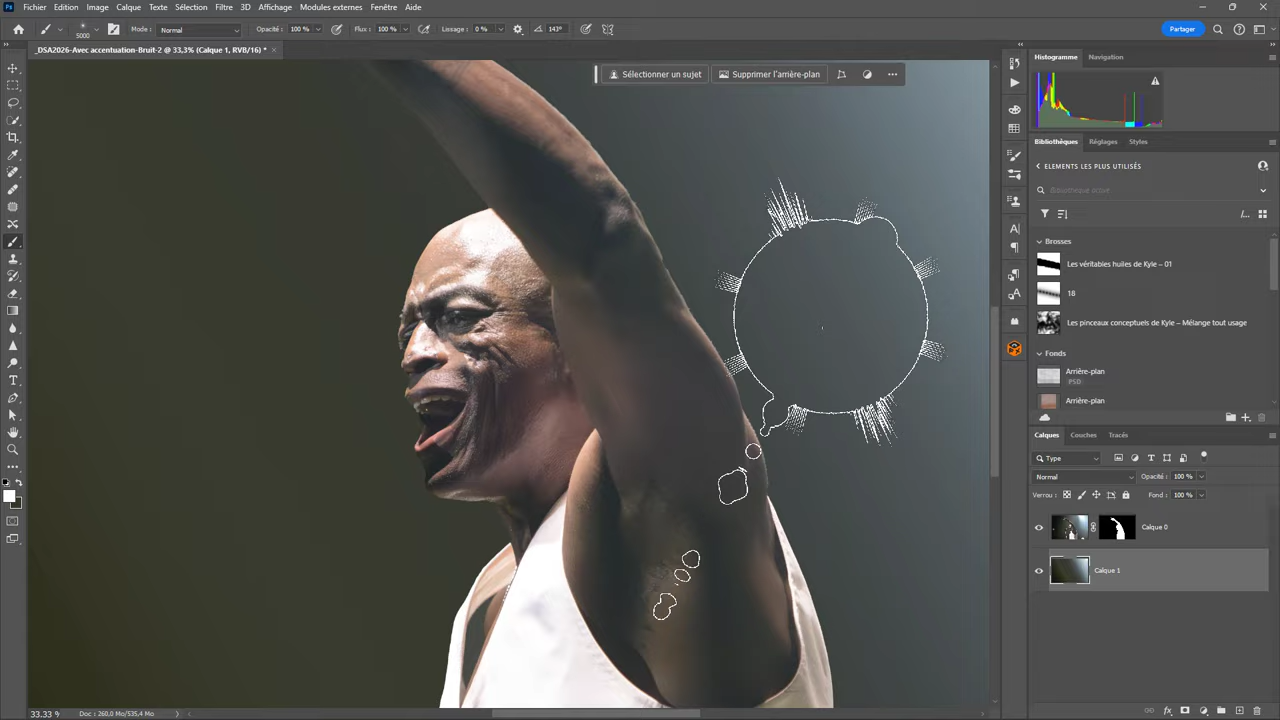 Ps Fichier Edition Image Calque Texte Sélection Filtre 3D Affichage Modules externes Fenêtre Aide
5000 Mode : Normal Opacité : 100 % Flux : 100 % Lissage : 0 % 143° Partager
_DSA2026-Avec accentuation-Bruit-2 @ 33,3% (Calque 1, RVB/16) *
Sélectionner un sujet Supprimer l'arrière-plan
Histogramme Navigation
Bibliothèques Réglages Styles
ELEMENTS LES PLUS UTILISÉS
Bibliothèque active
Brosses
Les véritables huiles de Kyle – 01
18
Les pinceaux conceptuels de Kyle – Mélange tout usage
Fonds
Arrière-plan
PSD
Arrière-plan
Calques Couches Tracés
Type
Normal Opacité : 100 %
Verrou : Fond : 100 %
Calque 0
Calque 1
33.33 % Doc : 260,0 Mo/535,4 Mo